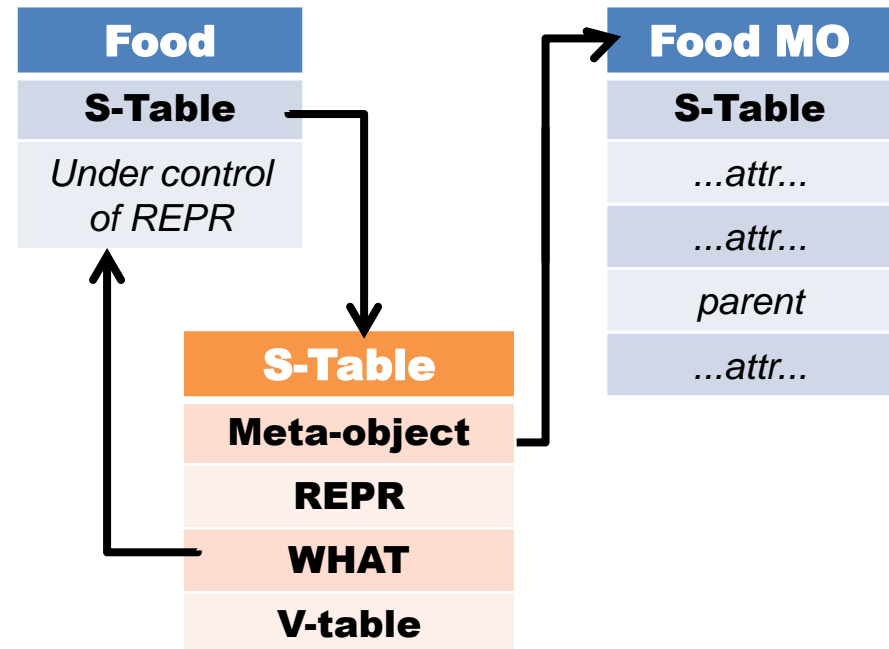 Food
S-Table
Under control
of REPR
S-Table
Meta-object
REPR
WHAT
V-table
Food MO
S-Table
...attr...
...attr...
parent
...attr...